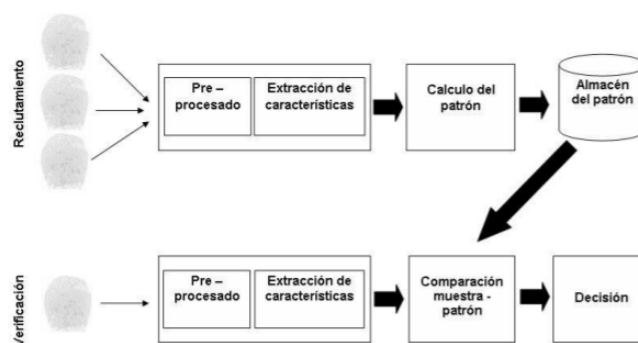 Reclutamiento
Pre –
procesado
Extracción de
características
Calculo del
patrón
Almacén
del patrón
Verificación
Pre –
procesado
Extracción de
características
Comparación
muestra -
patrón
Decisión